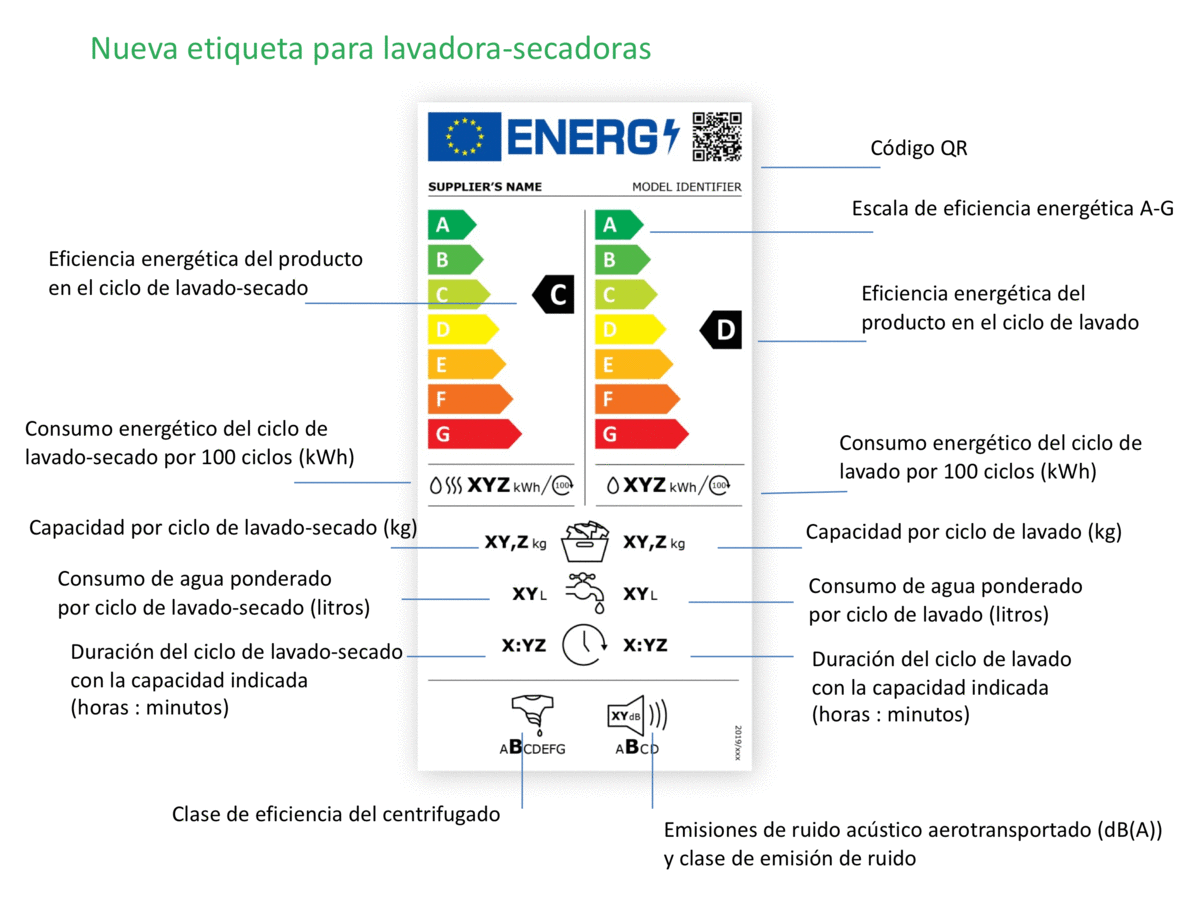 Nueva etiqueta para lavadora-secadoras
ENERG
Código QR
SUPPLIER'S NAME MODEL IDENTIFIER
Escala de eficiencia energética A-G
A A
B B
C C
D D
E E
F F
G G
C
D
Eficiencia energética del producto
en el ciclo de lavado-secado
Eficiencia energética del
producto en el ciclo de lavado
Consumo energético del ciclo de
lavado-secado por 100 ciclos (kWh)
Consumo energético del ciclo de
lavado por 100 ciclos (kWh)
XYZ kWh/100 XYZ kWh/100
Capacidad por ciclo de lavado-secado (kg)
XY,Z kg XY,Z kg
Capacidad por ciclo de lavado (kg)
Consumo de agua ponderado
por ciclo de lavado-secado (litros)
XY L XY L
Consumo de agua ponderado
por ciclo de lavado (litros)
Duración del ciclo de lavado-secado
con la capacidad indicada
(horas : minutos)
X:YZ X:YZ
Duración del ciclo de lavado
con la capacidad indicada
(horas : minutos)
XY dB
ABCDEFG ABCD
2019/xxx
Clase de eficiencia del centrifugado
Emisiones de ruido acústico aerotransportado (dB(A))
y clase de emisión de ruido